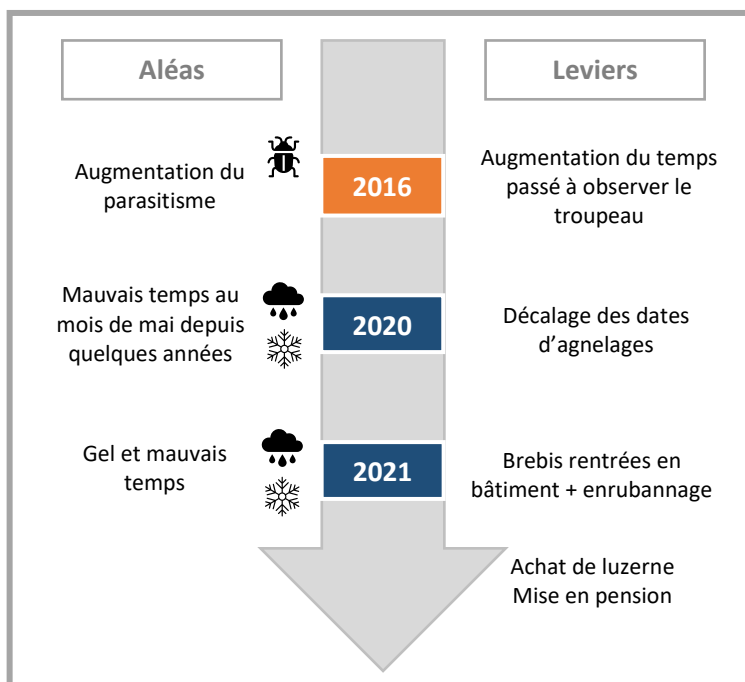 Aléas
Leviers
Augmentation du
parasitisme
2016
Augmentation du temps
passé à observer le
troupeau
Mauvais temps au
mois de mai depuis
quelques années
2020
Décalage des dates
d’agnelages
Gel et mauvais
temps
2021
Brebis rentrées en
bâtiment + enrubannage
Achat de luzerne
Mise en pension